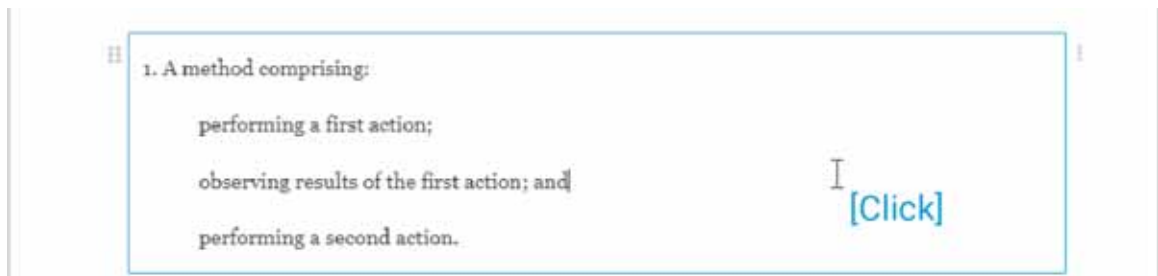 1. A method comprising:
performing a first action;
observing results of the first action; and
[Click]
performing a second action.